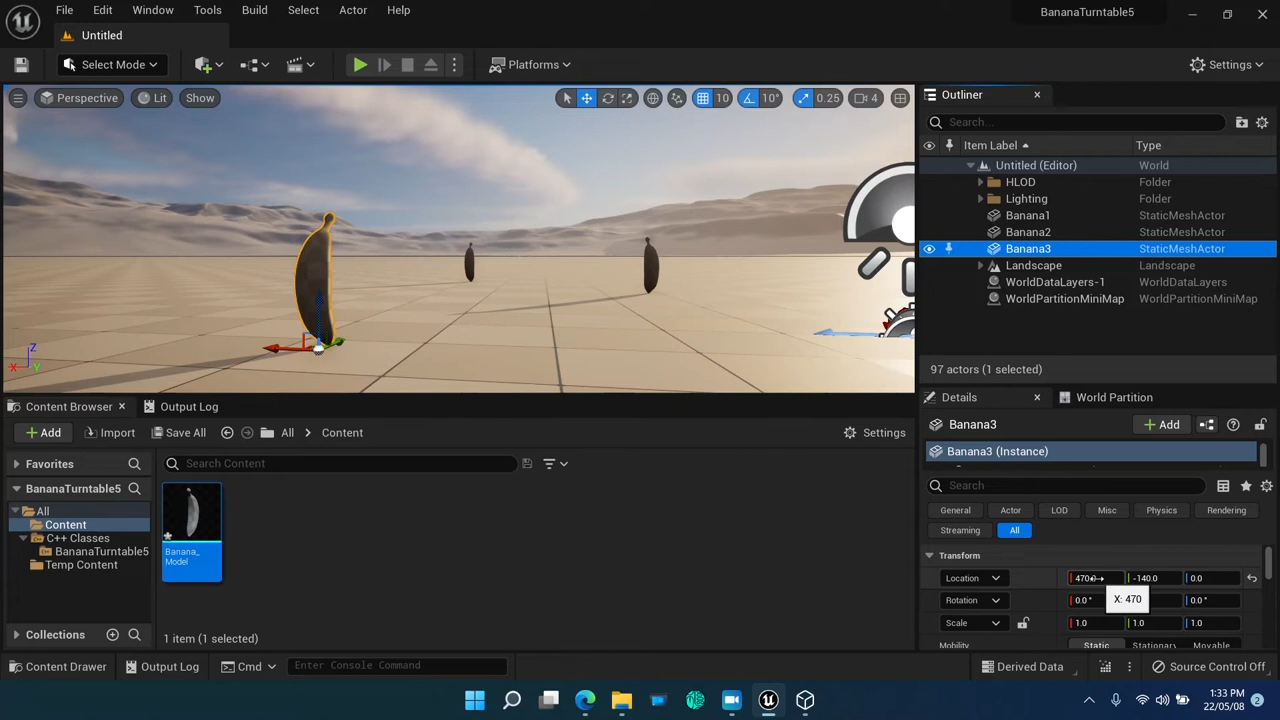 File Edit Window Tools Build Select Actor Help
BananaTurntable5
Untitled
Select Mode
Platforms
Settings
Perspective
Lit
Show
10
10°
0.25
4
Z
X
Y
Outliner
Search...
Item Label
Type
Untitled (Editor) World
HLOD Folder
Lighting Folder
Banana1 StaticMeshActor
Banana2 StaticMeshActor
Banana3 StaticMeshActor
Landscape Landscape
WorldDataLayers-1 WorldDataLayers
WorldPartitionMiniMap WorldPartitionMiniMap
97 actors (1 selected)
Content Browser
Output Log
Add
Import
Save All
All
Content
Settings
Favorites
Search Content
BananaTurntable5
All
Content
C++ Classes
BananaTurntable5
Temp Content
Banana_
Model
Collections
1 item (1 selected)
Details
World Partition
Banana3
Add
Banana3 (Instance)
Search
General Actor LOD Misc Physics Rendering
Streaming All
Transform
Location -140.0 0.0
X: 470
Rotation 0.0° 0.0°
Scale 1.0 1.0 1.0
Mobility Static Stationary Movable
Content Drawer
Output Log
Cmd
Enter Console Command
Derived Data
Source Control Off
1:33 PM
22/05/08
2